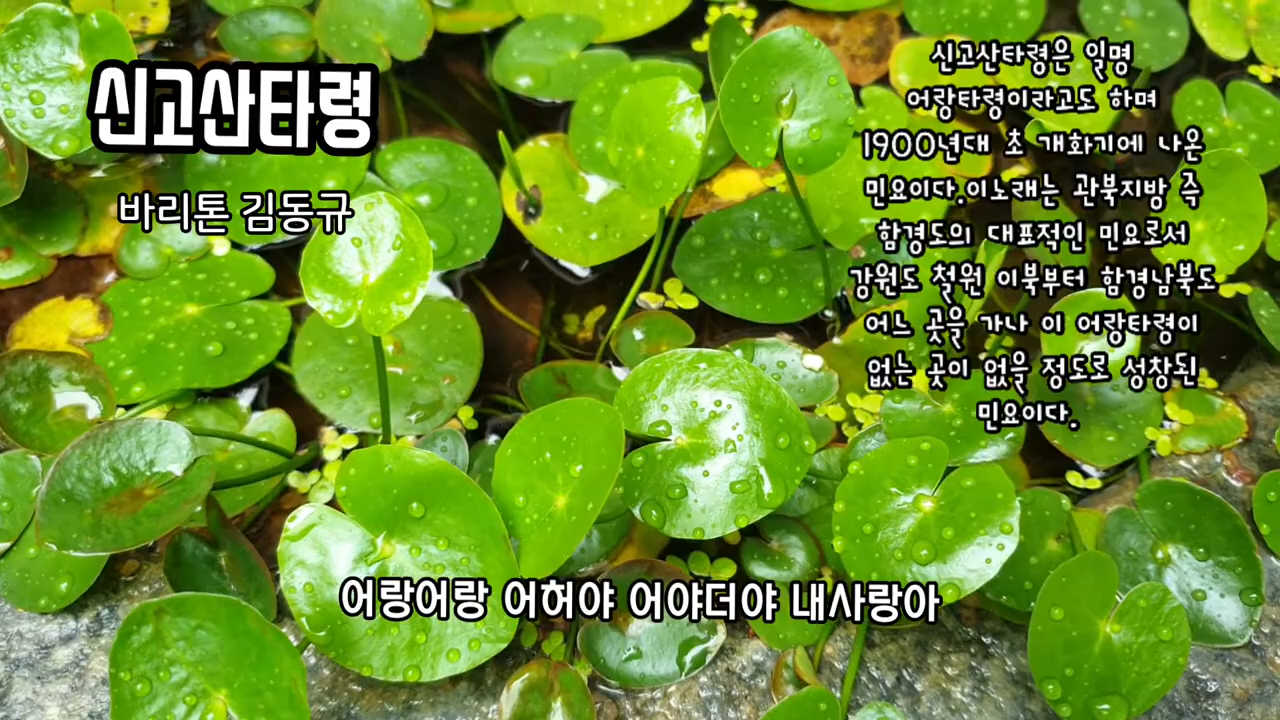 신고산타령
바리톤 김동규
신고산타령은 일명
어랑타령이라고도 하며
1900년대 초 개화기에 나온
민요이다.이노래는 관북지방 즉
함경도의 대표적인 민요로서
강원도 철원 이북부터 함경남북도
어느 곳을 가나 이 어랑타령이
없는 곳이 없을 정도로 성창된
민요이다.
어랑어랑 어허야 어야더야 내사랑아